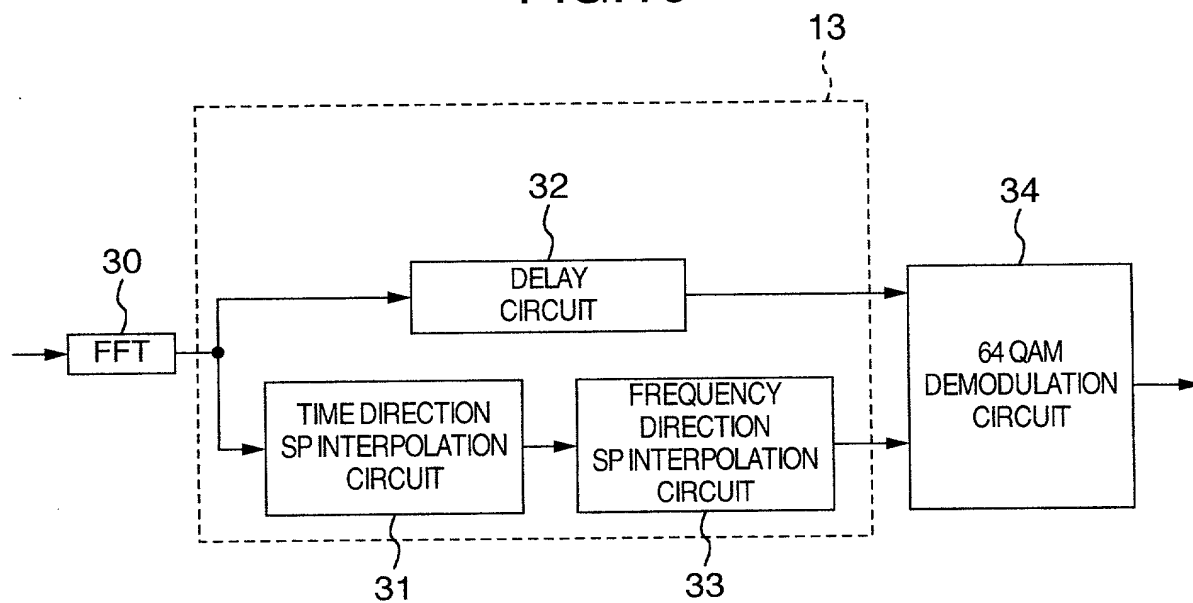 13
32
34
30
DELAY
CIRCUIT
FFT
64 QAM
DEMODULATION
CIRCUIT
TIME DIRECTION
SP INTERPOLATION
CIRCUIT
FREQUENCY
DIRECTION
SP INTERPOLATION
CIRCUIT
31
33